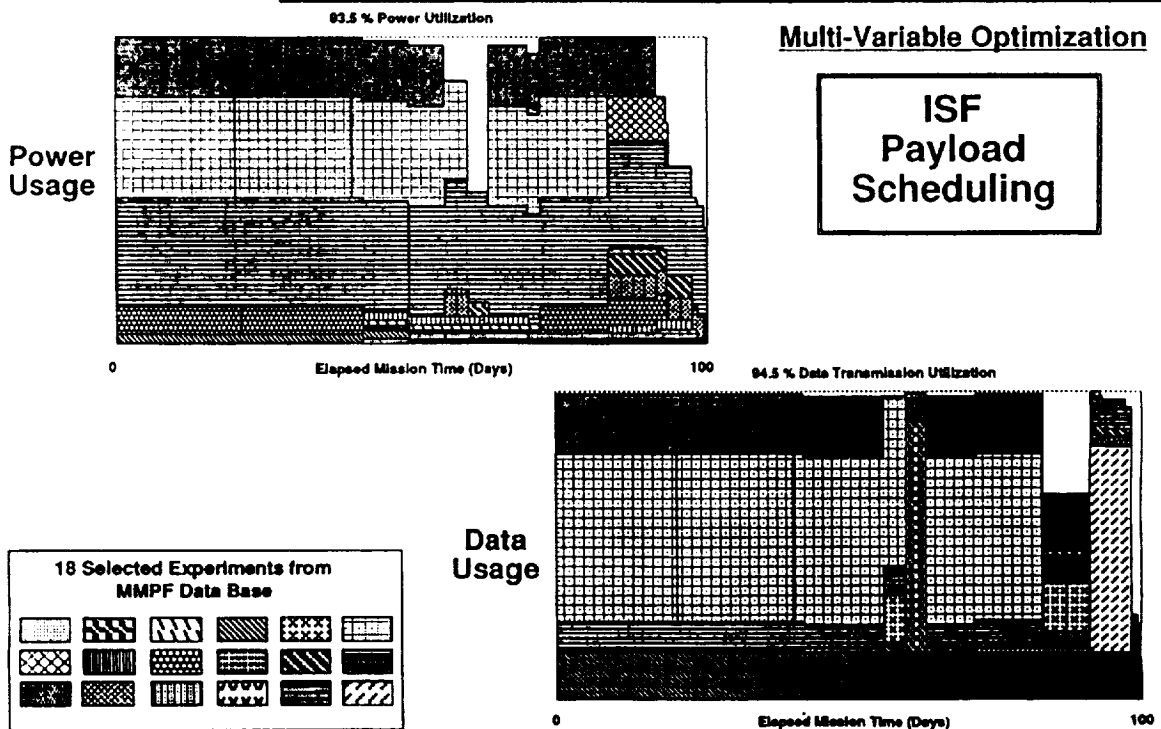 93.5 % Power Utilization
Multi-Variable Optimization
ISF
Payload
Scheduling
Power
Usage
0
Elapsed Mission Time (Days)
100
94.5 % Data Transmission Utilization
Data
Usage
18 Selected Experiments from
MMPF Data Base
0
Elapsed Mission Time (Days)
100